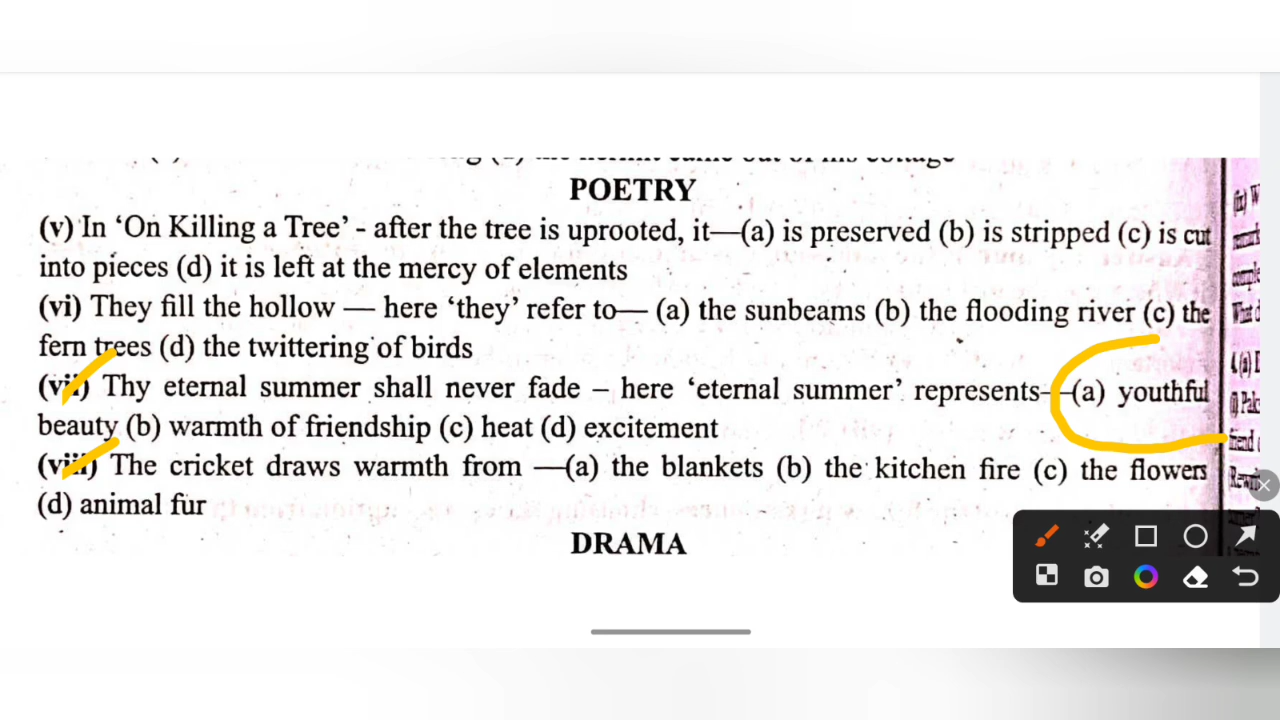 POETRY
(v) In ‘On Killing a Tree’ - after the tree is uprooted, it—(a) is preserved (b) is stripped (c) is cut
into pieces (d) it is left at the mercy of elements
(vi) They fill the hollow — here ‘they’ refer to— (a) the sunbeams (b) the flooding river (c) the
fern trees (d) the twittering of birds
(vii) Thy eternal summer shall never fade – here ‘eternal summer’ represents—(a) youthful
beauty (b) warmth of friendship (c) heat (d) excitement
(viii) The cricket draws warmth from —(a) the blankets (b) the kitchen fire (c) the flowers
(d) animal fur
DRAMA